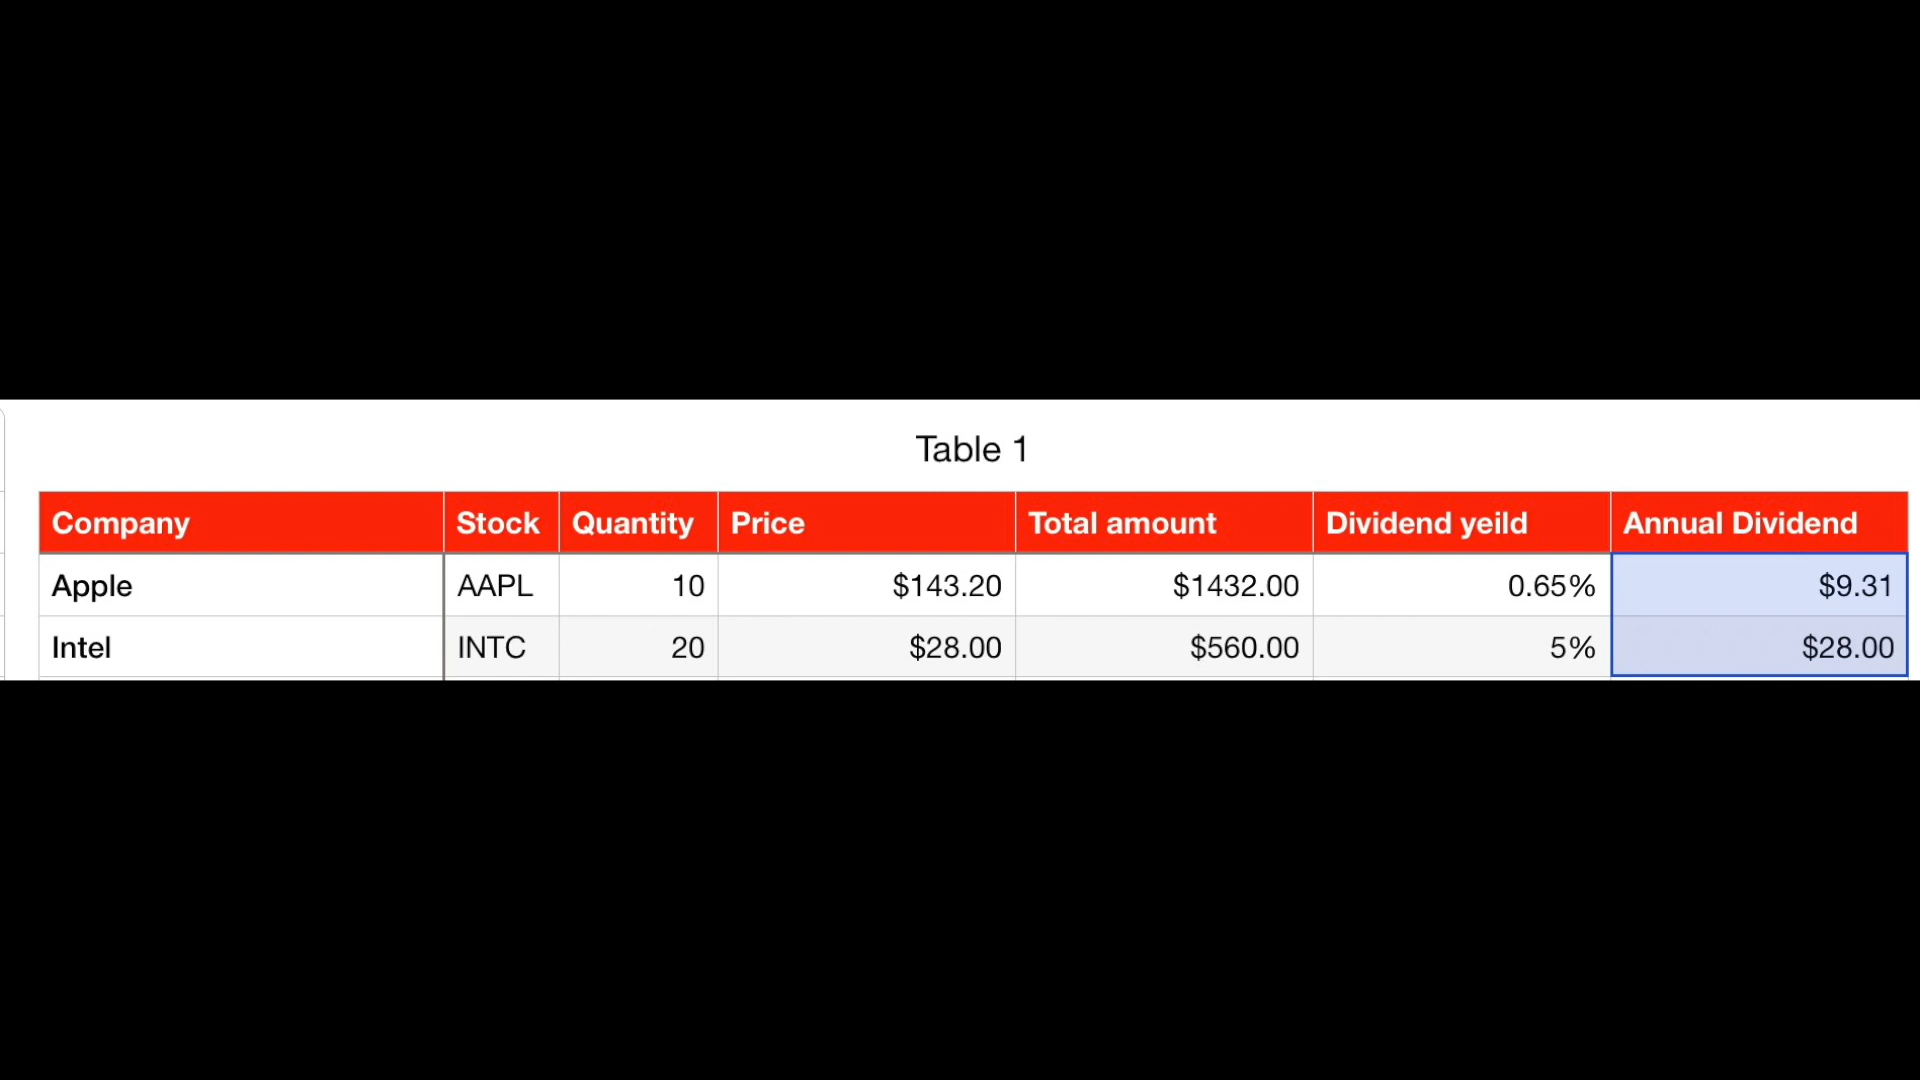 Table 1
Company Stock Quantity Price Total amount Dividend yeild Annual Dividend
Apple AAPL 10 $143.20 $1432.00 0.65% $9.31
Intel INTC 20 $28.00 $560.00 5% $28.00